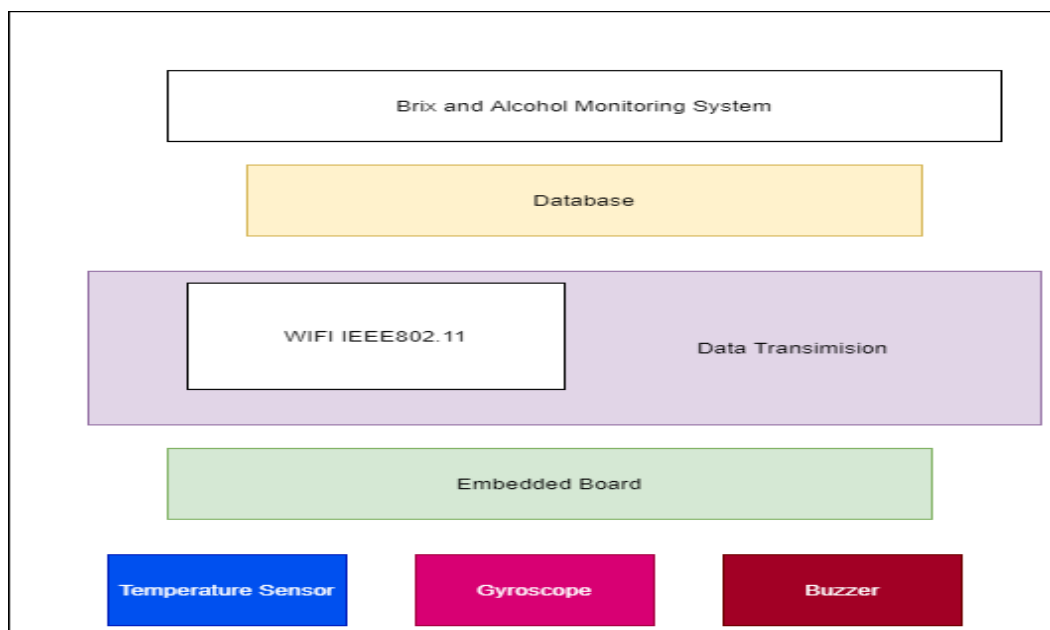 Brix and Alcohol Monitoring System
Database
WIFI IEEE802.11
Data Transimision
Embedded Board
Temperature Sensor
Gyroscope
Buzzer